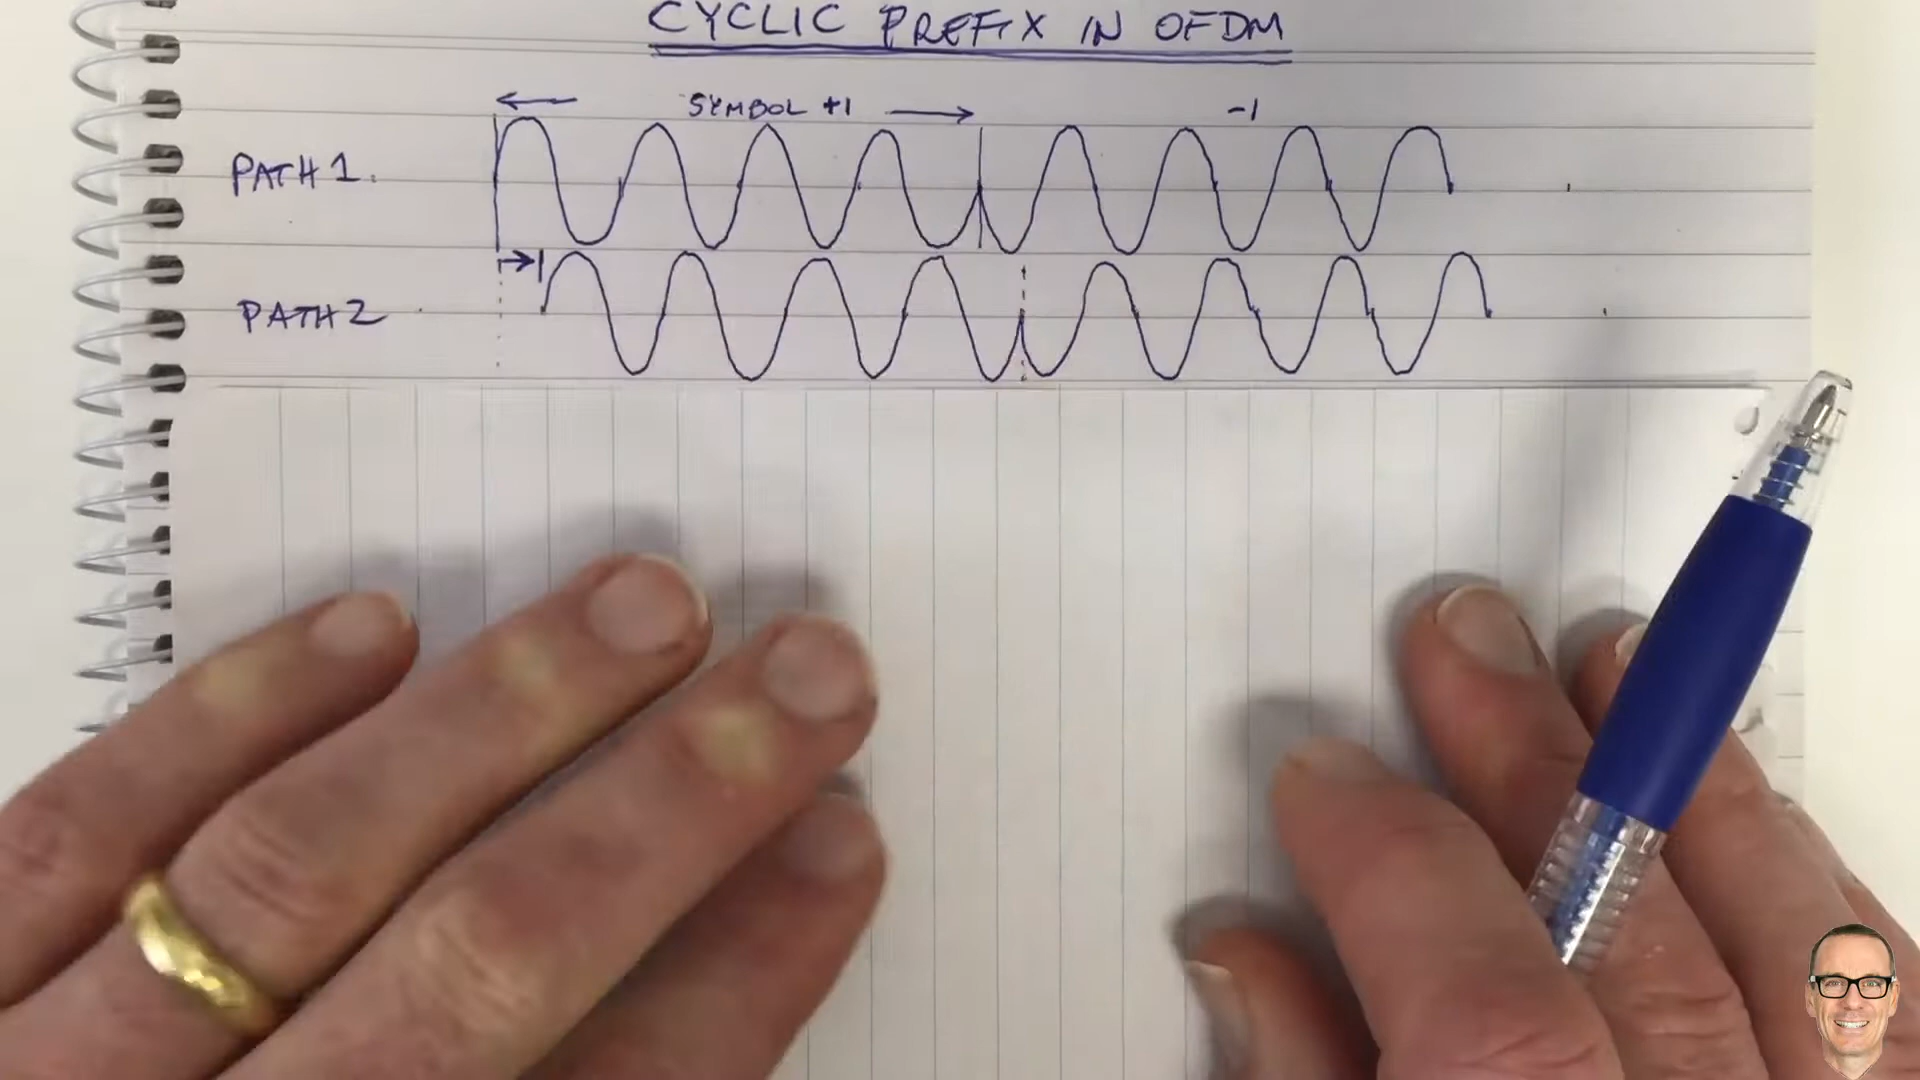 CYCLIC PREFIX IN OFDM
SYMBOL +1
-1
PATH 1.
PATH 2